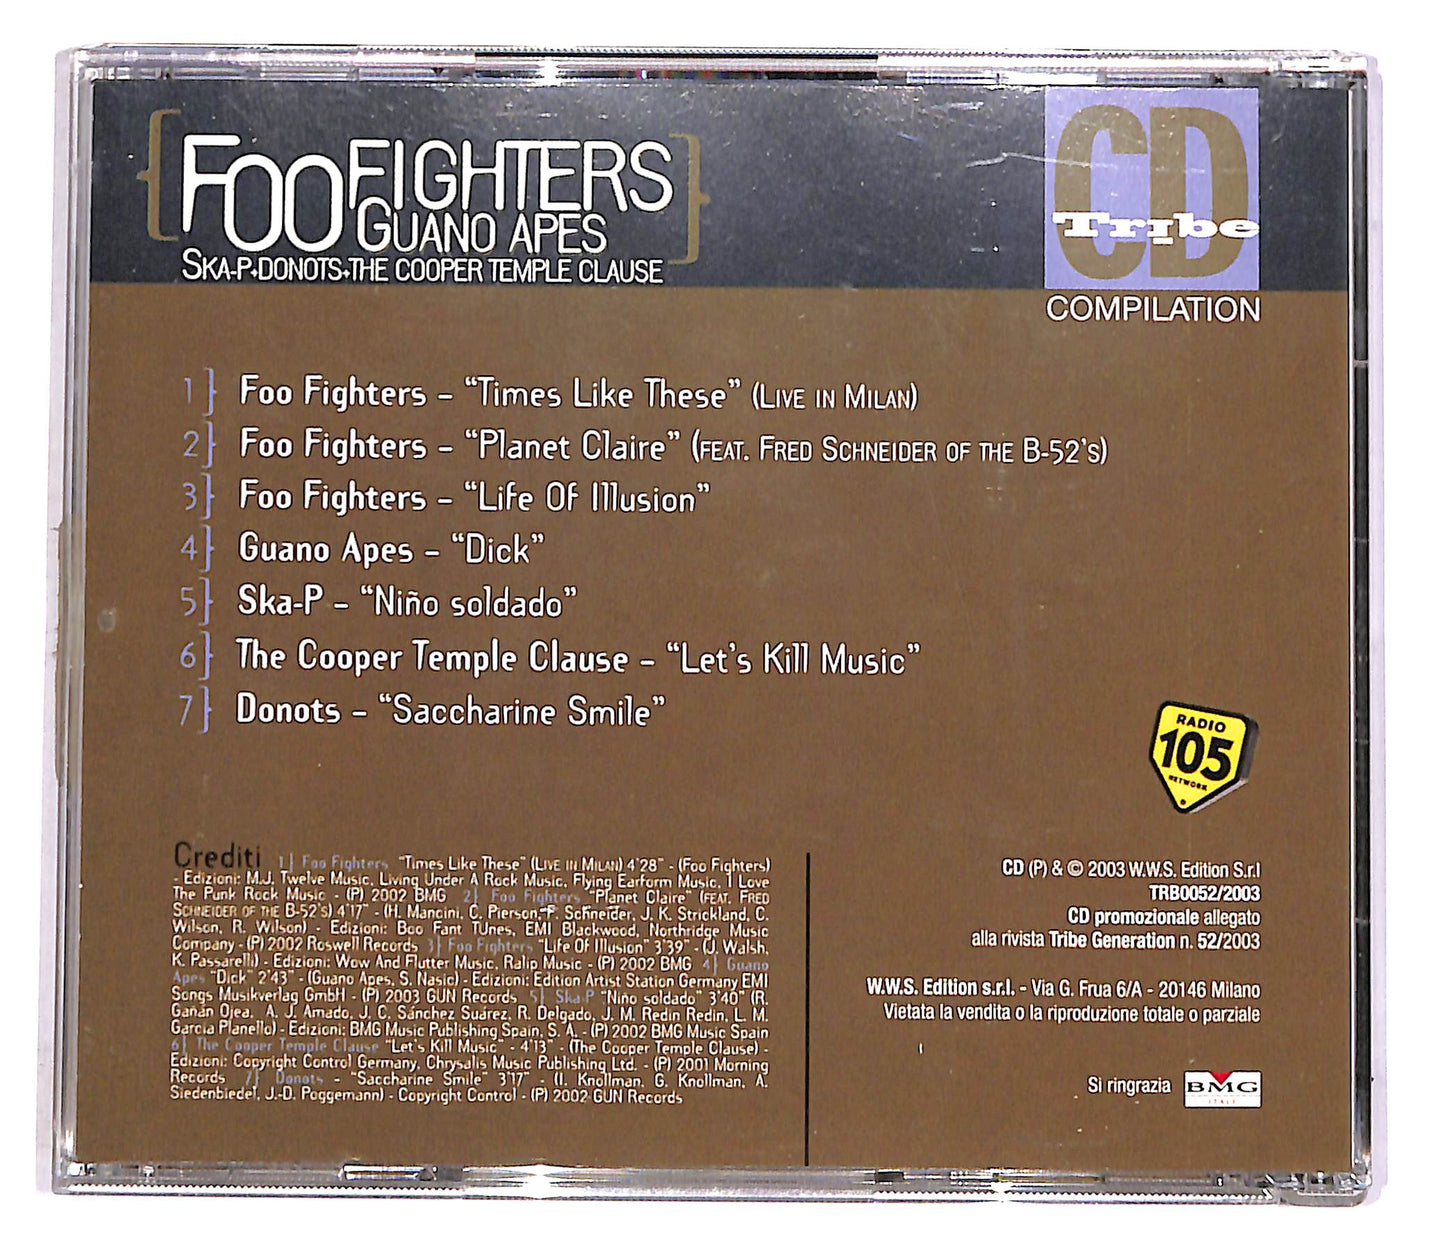 FOO FIGHTERS
GUANO APES
SKA-P•DONOTS•THE COOPER TEMPLE CLAUSE
CD
Tribe
COMPILATION
1} Foo Fighters – “Times Like These” (LIVE IN MILAN)
2} Foo Fighters – “Planet Claire” (FEAT. FRED SCHNEIDER OF THE B-52'S)
3} Foo Fighters – “Life Of Illusion”
4} Guano Apes – “Dick”
5} Ska-P – “Niño soldado”
6} The Cooper Temple Clause – “Let's Kill Music”
7} Donots – “Saccharine Smile”
RADIO
105
NETWORK
Crediti 1} Foo Fighters “Times Like These” (LIVE IN MILAN) 4'28” - (Foo Fighters)
- Edizioni: M.J. Twelve Music, Living Under A Rock Music, Flying Earform Music, I Love
The Punk Rock Music - (P) 2002 BMG 2} Foo Fighters “Planet Claire” (FEAT. FRED
SCHNEIDER OF THE B-52'S) 4'17” - (H. Mancini, C. Pierson, F. Schneider, J. K. Strickland, C.
Wilson, R. Wilson) - Edizioni: Boo Fant TUnes, EMI Blackwood, Northridge Music
Company - (P) 2002 Roswell Records 3} Foo Fighters “Life Of Illusion” 3'39” - (J. Walsh,
K. Passarelli) - Edizioni: Wow And Flutter Music, Ralip Music - (P) 2002 BMG 4} Guano
Apes “Dick” 2'43” - (Guano Apes, S. Nasic) - Edizioni: Edition Artist Station Germany EMI
Songs Musikverlag GmbH - (P) 2003 GUN Records 5} Ska-P “Niño soldado” 3'40” (R.
Gañán Ojea, A. J. Amado, J. C. Sánchez Suárez, R. Delgado, J. M. Redin Redin, L. M.
Garcia Planello) - Edizioni: BMG Music Publishing Spain, S. A. - (P) 2002 BMG Music Spain
6} The Cooper Temple Clause “Let's Kill Music” - 4'13” - (The Cooper Temple Clause) -
Edizioni: Copyright Control Germany, Chrysalis Music Publishing Ltd. - (P) 2001 Morning
Records 7} Donots - “Saccharine Smile” 3'17” - (I. Knollman, G. Knollman, A.
Siedenbiedel, J.-D. Poggemann) - Copyright Control - (P) 2002 GUN Records
CD (P) & © 2003 W.W.S. Edition S.r.l
TRB0052/2003
CD promozionale allegato
alla rivista Tribe Generation n. 52/2003
W.W.S. Edition s.r.l. - Via G. Frua 6/A - 20146 Milano
Vietata la vendita o la riproduzione totale o parziale
Si ringrazia BMG
ITALY